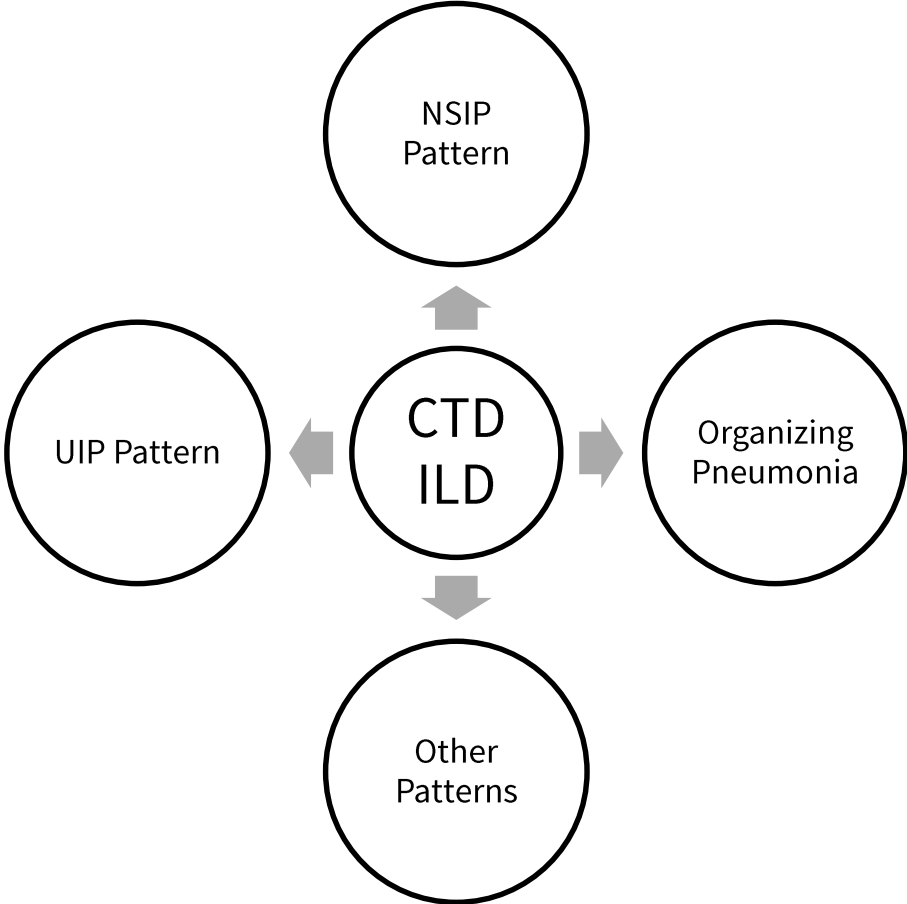 NSIP
Pattern
UIP Pattern
CTD
ILD
Organizing
Pneumonia
Other
Patterns